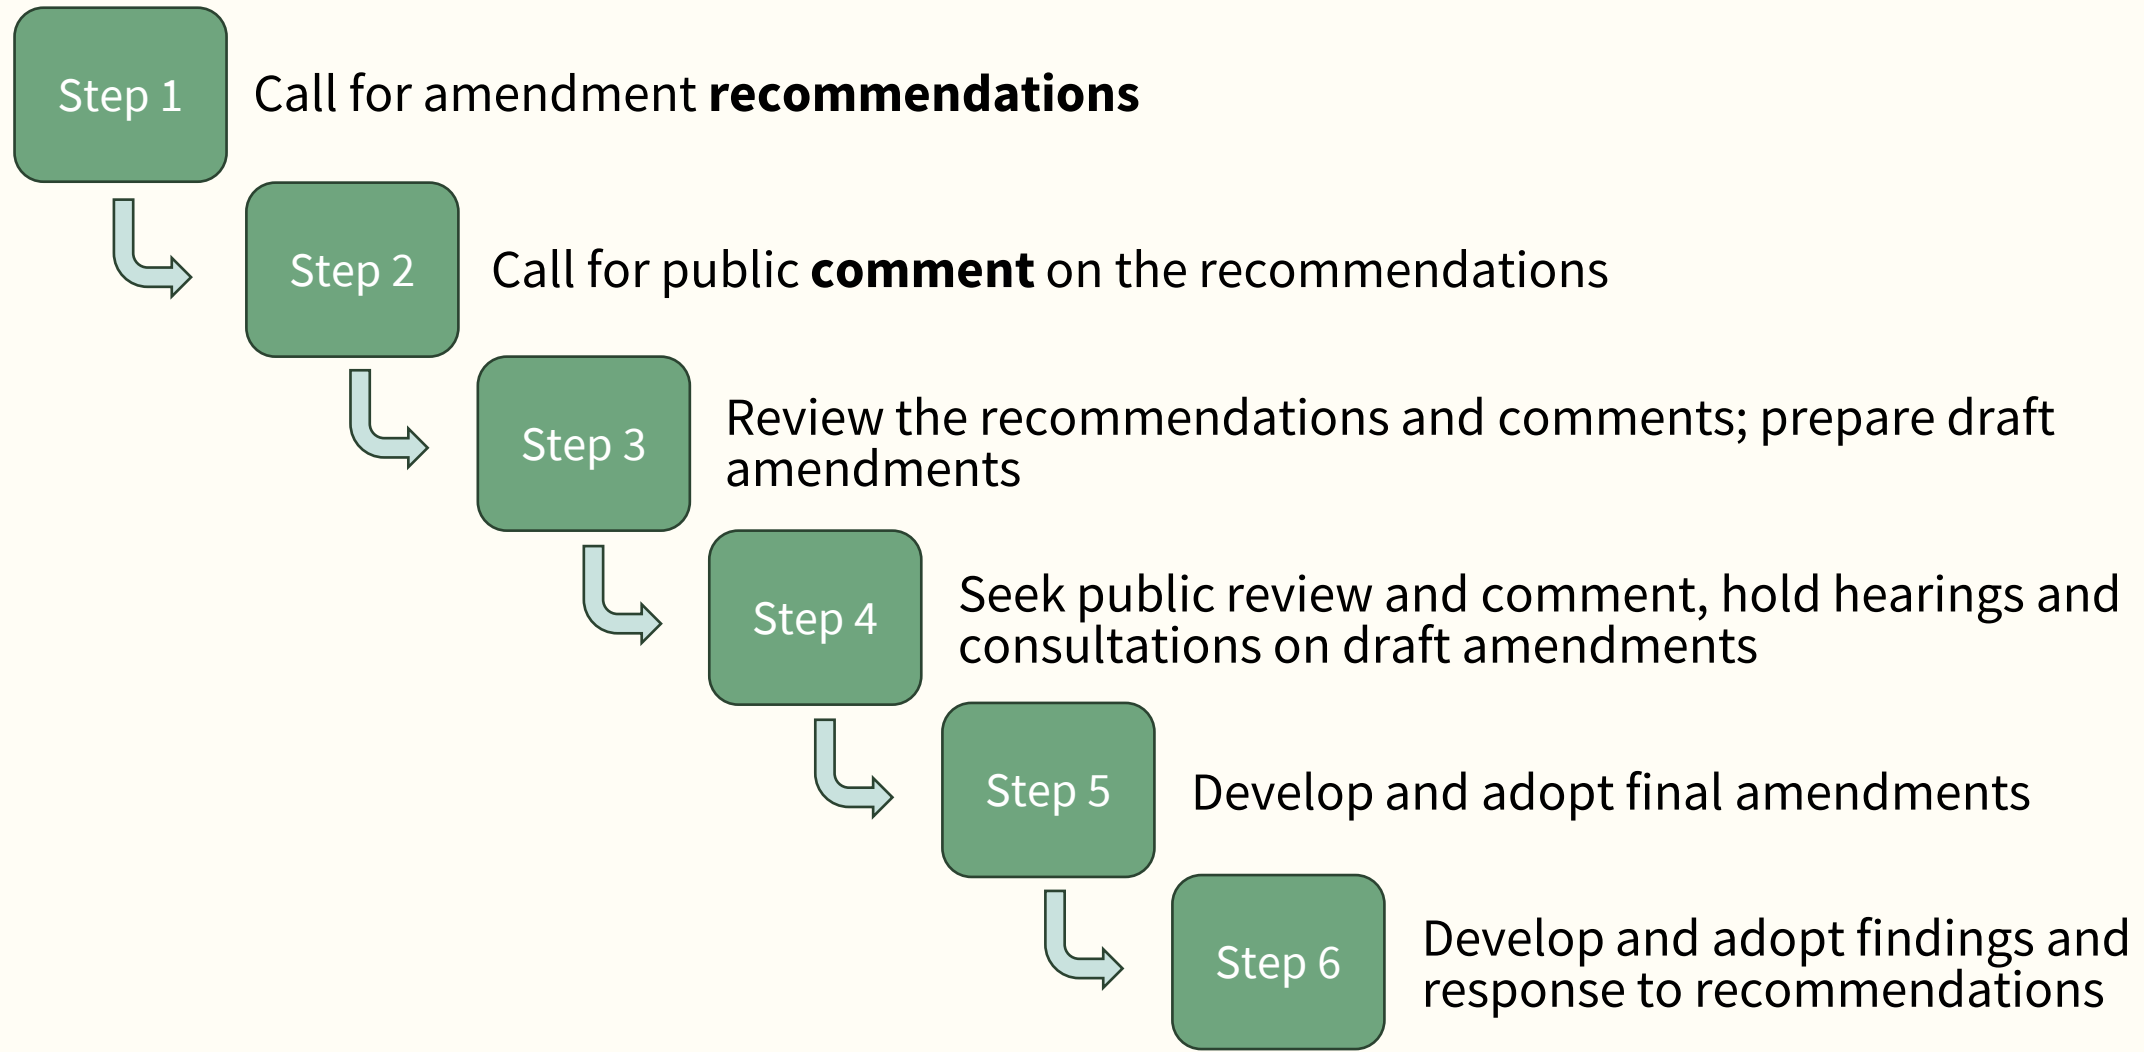 Step 1
Call for amendment recommendations
Step 2
Call for public comment on the recommendations
Step 3
Review the recommendations and comments; prepare draft
amendments
Step 4
Seek public review and comment, hold hearings and
consultations on draft amendments
Step 5
Develop and adopt final amendments
Step 6
Develop and adopt findings and
response to recommendations